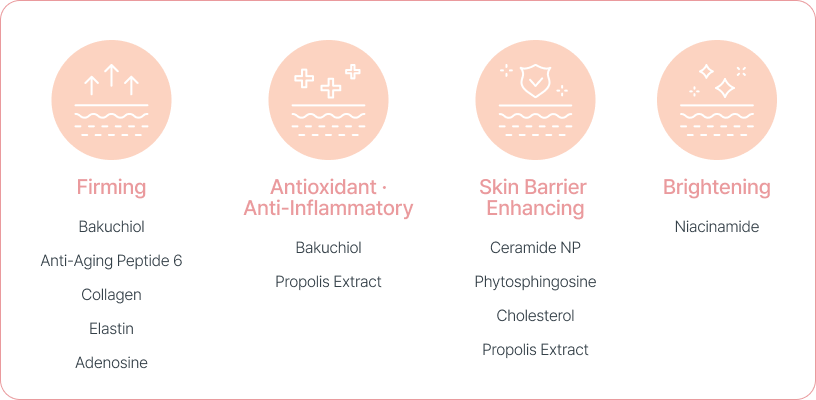 Firming
Bakuchiol
Anti-Aging Peptide 6
Collagen
Elastin
Adenosine
Antioxidant ·
Anti-Inflammatory
Bakuchiol
Propolis Extract
Skin Barrier
Enhancing
Ceramide NP
Phytosphingosine
Cholesterol
Propolis Extract
Brightening
Niacinamide